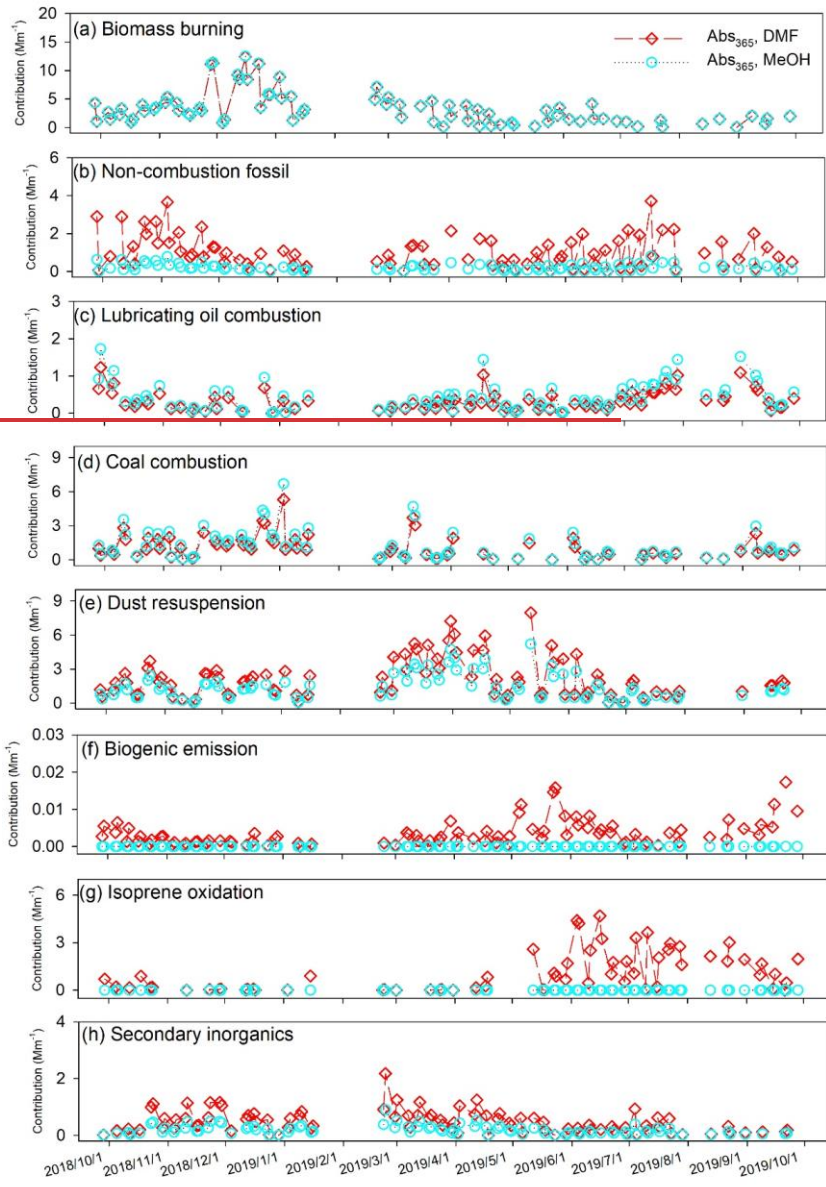 (a) Biomass burning
Abs365, DMF
Abs365, MeOH
Contribution (Mm⁻¹)
20
15
10
5
0
(b) Non-combustion fossil
Contribution (Mm⁻¹)
6
4
2
0
(c) Lubricating oil combustion
Contribution (Mm⁻¹)
3
2
1
0
(d) Coal combustion
Contribution (Mm⁻¹)
9
6
3
0
(e) Dust resuspension
Contribution (Mm⁻¹)
9
6
3
0
(f) Biogenic emission
Contribution (Mm⁻¹)
0.03
0.02
0.01
0.00
(g) Isoprene oxidation
Contribution (Mm⁻¹)
6
3
0
(h) Secondary inorganics
Contribution (Mm⁻¹)
4
2
0
2018/10/1 2018/11/1 2018/12/1 2019/1/1 2019/2/1 2019/3/1 2019/4/1 2019/5/1 2019/6/1 2019/7/1 2019/8/1 2019/9/1 2019/10/1